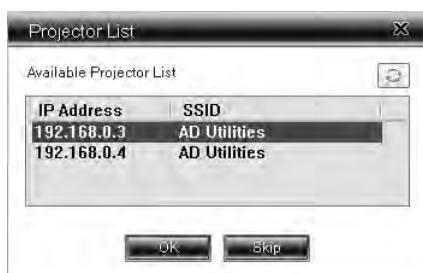 Projector List
Available Projector List
IP Address SSID
192.168.0.3 AD Utilities
192.168.0.4 AD Utilities
OK Skip